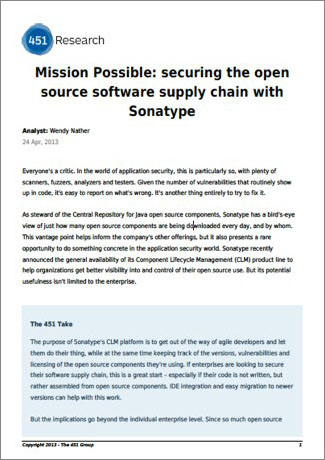 451 Research
Mission Possible: securing the open
source software supply chain with
Sonatype
Analyst: Wendy Nather
24 Apr, 2013
Everyone's a critic. In the world of application security, this is particularly so, with plenty of
scanners, fuzzers, analyzers and testers. Given the number of vulnerabilities that routinely show
up in code, it's easy to report on what's wrong. It's another thing entirely to try to fix it.
As steward of the Central Repository for Java open source components, Sonatype has a bird's-eye
view of just how many open source components are being downloaded every day, and by whom.
This vantage point helps inform the company's other offerings, but it also presents a rare
opportunity to do something concrete in the application security world. Sonatype recently
announced the general availability of its Component Lifecycle Management (CLM) product line to
help organizations get better visibility into and control of their open source use. But its potential
usefulness isn't limited to the enterprise.
The 451 Take
The purpose of Sonatype's CLM platform is to get out of the way of agile developers and let
them do their thing, while at the same time keeping track of the versions, vulnerabilities and
licensing of the open source components they're using. If enterprises are looking to secure
their software supply chain, this is a great start – especially if their code is not written, but
rather assembled from open source components. IDE integration and easy migration to newer
versions can help with this work.
But the implications go beyond the individual enterprise level. Since so much open source
Copyright 2013 - The 451 Group 1